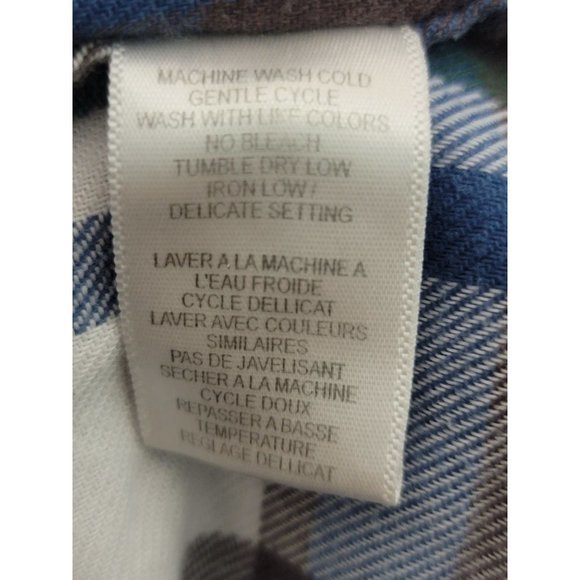 MACHINE WASH COLD
GENTLE CYCLE
WASH WITH LIKE COLORS
NO BLEACH
TUMBLE DRY LOW
IRON LOW /
DELICATE SETTING
LAVER A LA MACHINE A
L'EAU FROIDE
CYCLE DELLICAT
LAVER AVEC COULEURS
SIMILAIRES
PAS DE JAVELISANT
SECHER A LA MACHINE
CYCLE DOUX
REPASSER A BASSE
TEMPERATURE
REGLAGE DELLICAT